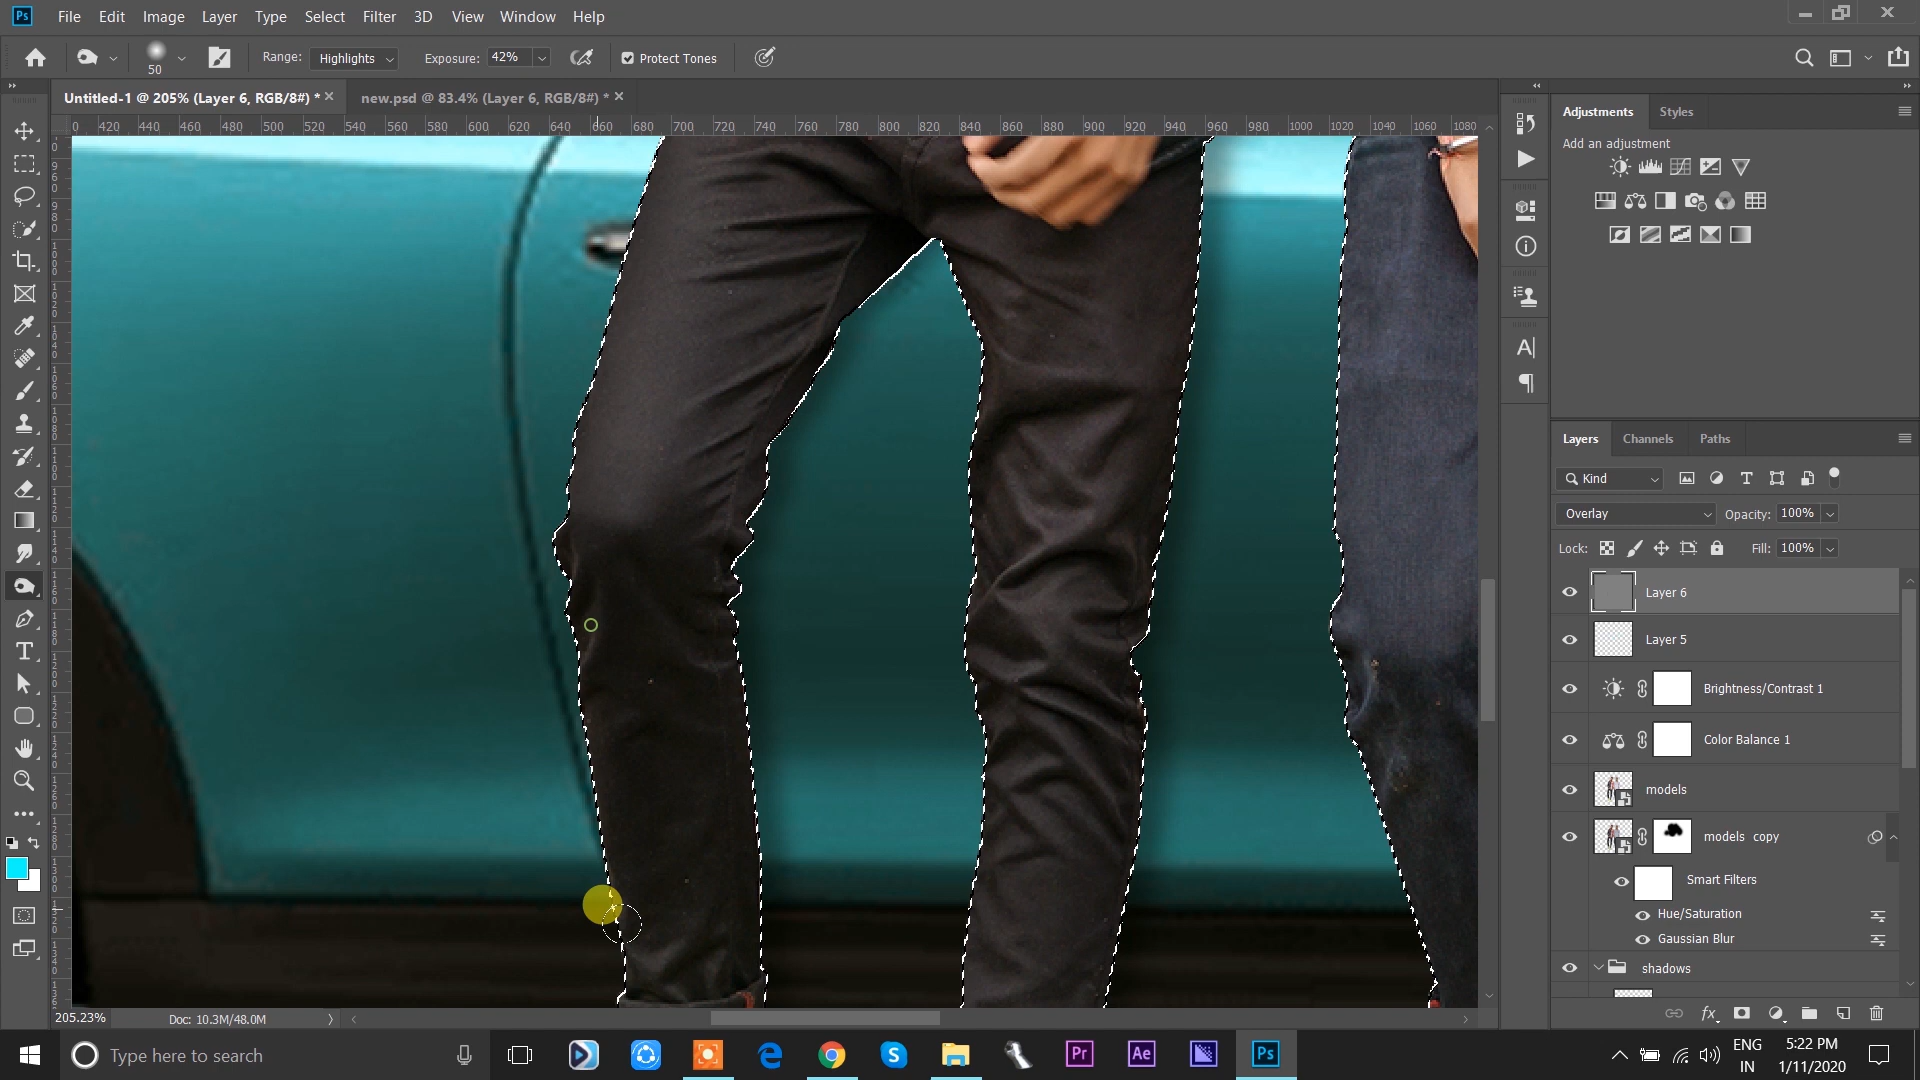 Ps File Edit Image Layer Type Select Filter 3D View Window Help
50 Range: Highlights Exposure: 42% Protect Tones
Untitled-1 @ 205% (Layer 6, RGB/8#) * × new.psd @ 83.4% (Layer 6, RGB/8#) * ×
0 420 440 460 480 500 520 540 560 580 600 620 640 660 680 700 720 740 760 780 800 820 840 860 880 900 920 940 960 980 1000 1020 1040 1060 1080
Adjustments Styles
Add an adjustment
Layers Channels Paths
Kind
Overlay Opacity: 100%
Lock: Fill: 100%
Layer 6
Layer 5
Brightness/Contrast 1
Color Balance 1
models
models copy
Smart Filters
Hue/Saturation
Gaussian Blur
shadows
205.23% Doc: 10.3M/48.0M
Type here to search
Pr Ae Ps
ENG
IN
5:22 PM
1/11/2020